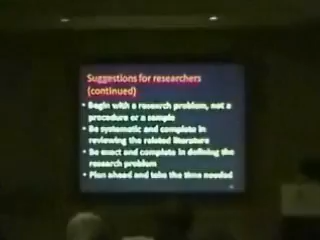 Suggestions for researchers
(continued)
• Begin with a research problem, not a
procedure or a sample
• Be systematic and complete in
reviewing the related literature
• Be exact and complete in defining the
research problem
• Plan ahead and take the time needed